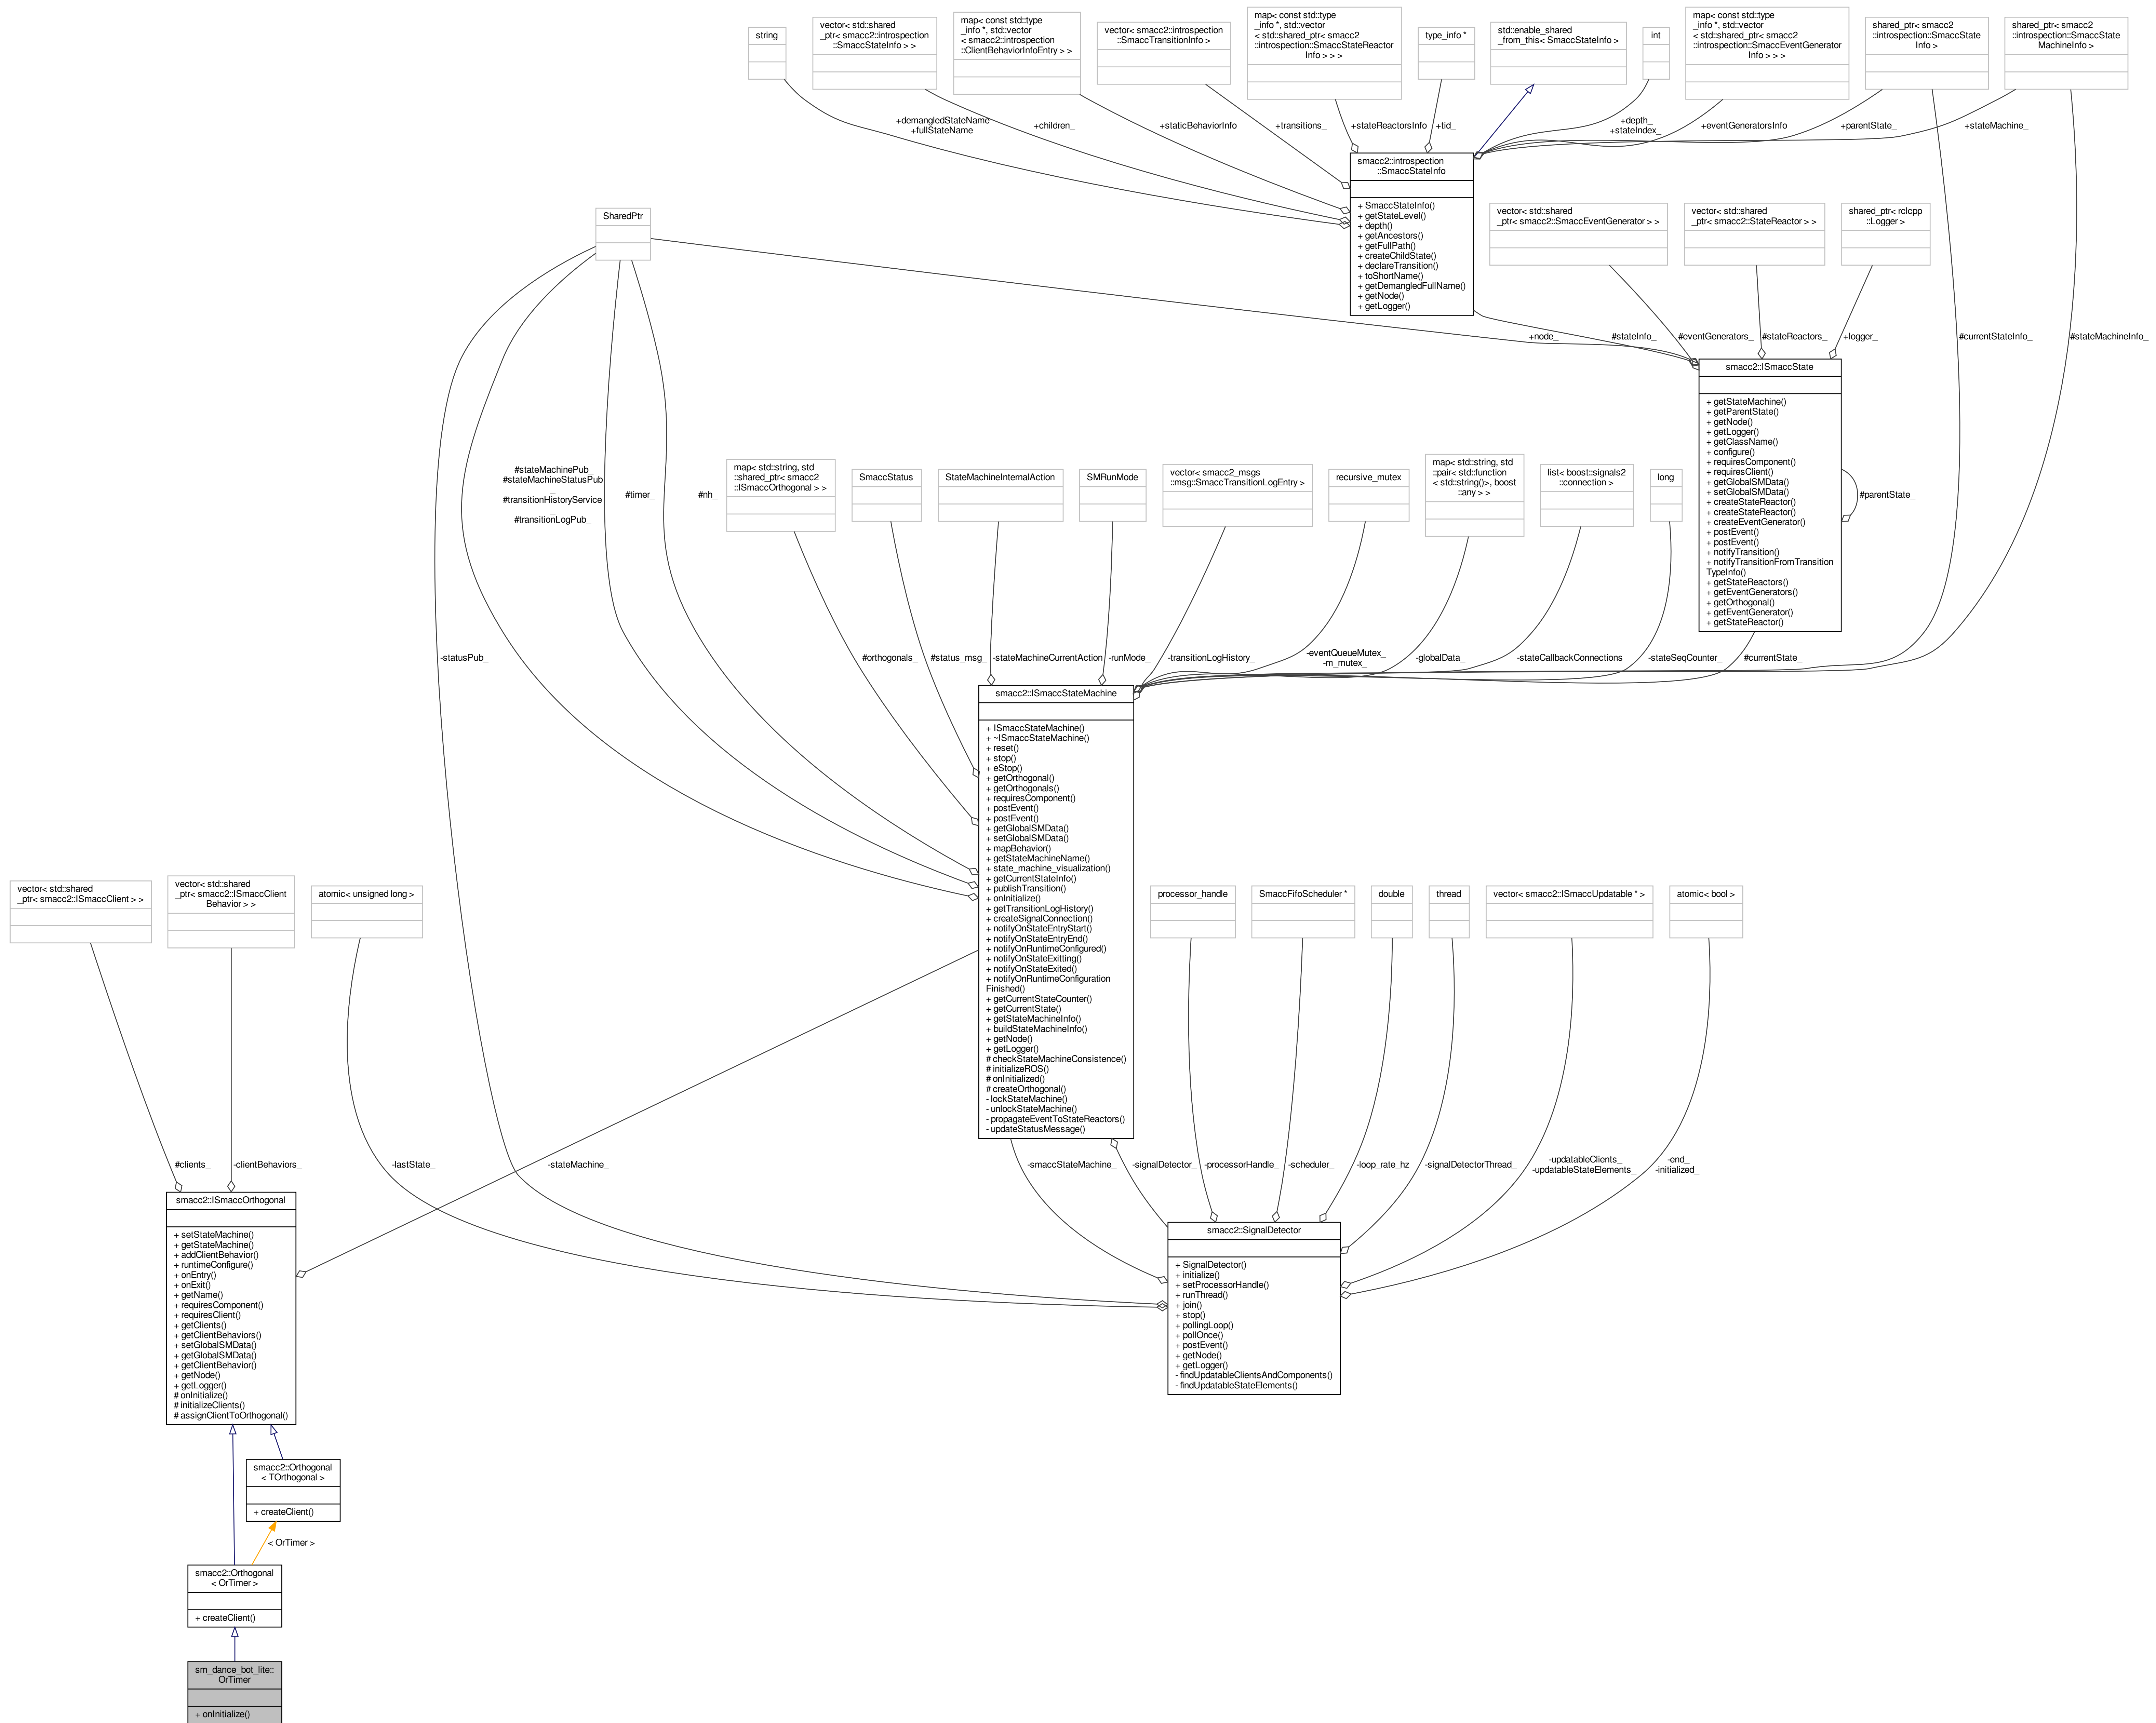 string
vector< std::shared
_ptr< smacc2::introspection
::SmaccStateInfo > >
map< const std::type
_info *, std::vector
< smacc2::introspection
::ClientBehaviorInfoEntry > >
vector< smacc2::introspection
::SmaccTransitionInfo >
map< const std::type
_info *, std::vector
< std::shared_ptr< smacc2
::introspection::SmaccStateReactor
Info > > >
type_info *
std::enable_shared
_from_this< SmaccStateInfo >
int
map< const std::type
_info *, std::vector
< std::shared_ptr< smacc2
::introspection::SmaccEventGenerator
Info > > >
shared_ptr< smacc2
::introspection::SmaccState
Info >
shared_ptr< smacc2
::introspection::SmaccState
MachineInfo >
+demangledStateName
+fullStateName
+children_
+staticBehaviorInfo
+transitions_
+stateReactorsInfo
+tid_
+depth_
+stateIndex_
+eventGeneratorsInfo
+parentState_
+stateMachine_
smacc2::introspection
::SmaccStateInfo
+ SmaccStateInfo()
+ getStateLevel()
+ depth()
+ getAncestors()
+ getFullPath()
+ createChildState()
+ declareTransition()
+ toShortName()
+ getDemangledFullName()
+ getNode()
+ getLogger()
SharedPtr
vector< std::shared
_ptr< smacc2::SmaccEventGenerator > >
vector< std::shared
_ptr< smacc2::StateReactor > >
shared_ptr< rclcpp
::Logger >
+node_
#stateInfo_
#eventGenerators_
#stateReactors_
+logger_
#currentStateInfo_
#stateMachineInfo_
smacc2::ISmaccState
+ getStateMachine()
+ getParentState()
+ getNode()
+ getLogger()
+ getClassName()
+ configure()
+ requiresComponent()
+ requiresClient()
+ getGlobalSMData()
+ setGlobalSMData()
+ createStateReactor()
+ createStateReactor()
+ createEventGenerator()
+ postEvent()
+ postEvent()
+ notifyTransition()
+ notifyTransitionFromTransition
TypeInfo()
+ getStateReactors()
+ getEventGenerators()
+ getOrthogonal()
+ getEventGenerator()
+ getStateReactor()
#parentState_
#stateMachinePub_
#stateMachineStatusPub
_
#transitionHistoryService
_
#transitionLogPub_
#timer_
#nh_
map< std::string, std
::shared_ptr< smacc2
::ISmaccOrthogonal > >
SmaccStatus
StateMachineInternalAction
SMRunMode
vector< smacc2_msgs
::msg::SmaccTransitionLogEntry >
recursive_mutex
map< std::string, std
::pair< std::function
< std::string()>, boost
::any > >
list< boost::signals2
::connection >
long
-statusPub_
#orthogonals_
#status_msg_
-stateMachineCurrentAction
-runMode_
-transitionLogHistory_
-eventQueueMutex_
-m_mutex_
-globalData_
-stateCallbackConnections
-stateSeqCounter_
#currentState_
smacc2::ISmaccStateMachine
+ ISmaccStateMachine()
+ ~ISmaccStateMachine()
+ reset()
+ stop()
+ eStop()
+ getOrthogonal()
+ getOrthogonals()
+ requiresComponent()
+ postEvent()
+ postEvent()
+ getGlobalSMData()
+ setGlobalSMData()
+ mapBehavior()
+ getStateMachineName()
+ state_machine_visualization()
+ getCurrentStateInfo()
+ publishTransition()
+ onInitialize()
+ getTransitionLogHistory()
+ createSignalConnection()
+ notifyOnStateEntryStart()
+ notifyOnStateEntryEnd()
+ notifyOnRuntimeConfigured()
+ notifyOnStateExitting()
+ notifyOnStateExited()
+ notifyOnRuntimeConfiguration
Finished()
+ getCurrentStateCounter()
+ getCurrentState()
+ getStateMachineInfo()
+ buildStateMachineInfo()
+ getNode()
+ getLogger()
# checkStateMachineConsistence()
# initializeROS()
# onInitialized()
# createOrthogonal()
- lockStateMachine()
- unlockStateMachine()
- propagateEventToStateReactors()
- updateStatusMessage()
vector< std::shared
_ptr< smacc2::ISmaccClient > >
vector< std::shared
_ptr< smacc2::ISmaccClient
Behavior > >
atomic< unsigned long >
processor_handle
SmaccFifoScheduler *
double
thread
vector< smacc2::ISmaccUpdatable * >
atomic< bool >
#clients_
-clientBehaviors_
-lastState_
-stateMachine_
-smaccStateMachine_
-signalDetector_
-processorHandle_
-scheduler_
-loop_rate_hz
-signalDetectorThread_
-updatableClients_
-updatableStateElements_
-end_
-initialized_
smacc2::ISmaccOrthogonal
+ setStateMachine()
+ getStateMachine()
+ addClientBehavior()
+ runtimeConfigure()
+ onEntry()
+ onExit()
+ getName()
+ requiresComponent()
+ requiresClient()
+ getClients()
+ getClientBehaviors()
+ setGlobalSMData()
+ getGlobalSMData()
+ getClientBehavior()
+ getNode()
+ getLogger()
# onInitialize()
# initializeClients()
# assignClientToOrthogonal()
smacc2::SignalDetector
+ SignalDetector()
+ initialize()
+ setProcessorHandle()
+ runThread()
+ join()
+ stop()
+ pollingLoop()
+ pollOnce()
+ postEvent()
+ getNode()
+ getLogger()
- findUpdatableClientsAndComponents()
- findUpdatableStateElements()
smacc2::Orthogonal
< TOrthogonal >
+ createClient()
< OrTimer >
smacc2::Orthogonal
< OrTimer >
+ createClient()
sm_dance_bot_lite::
OrTimer
+ onInitialize()